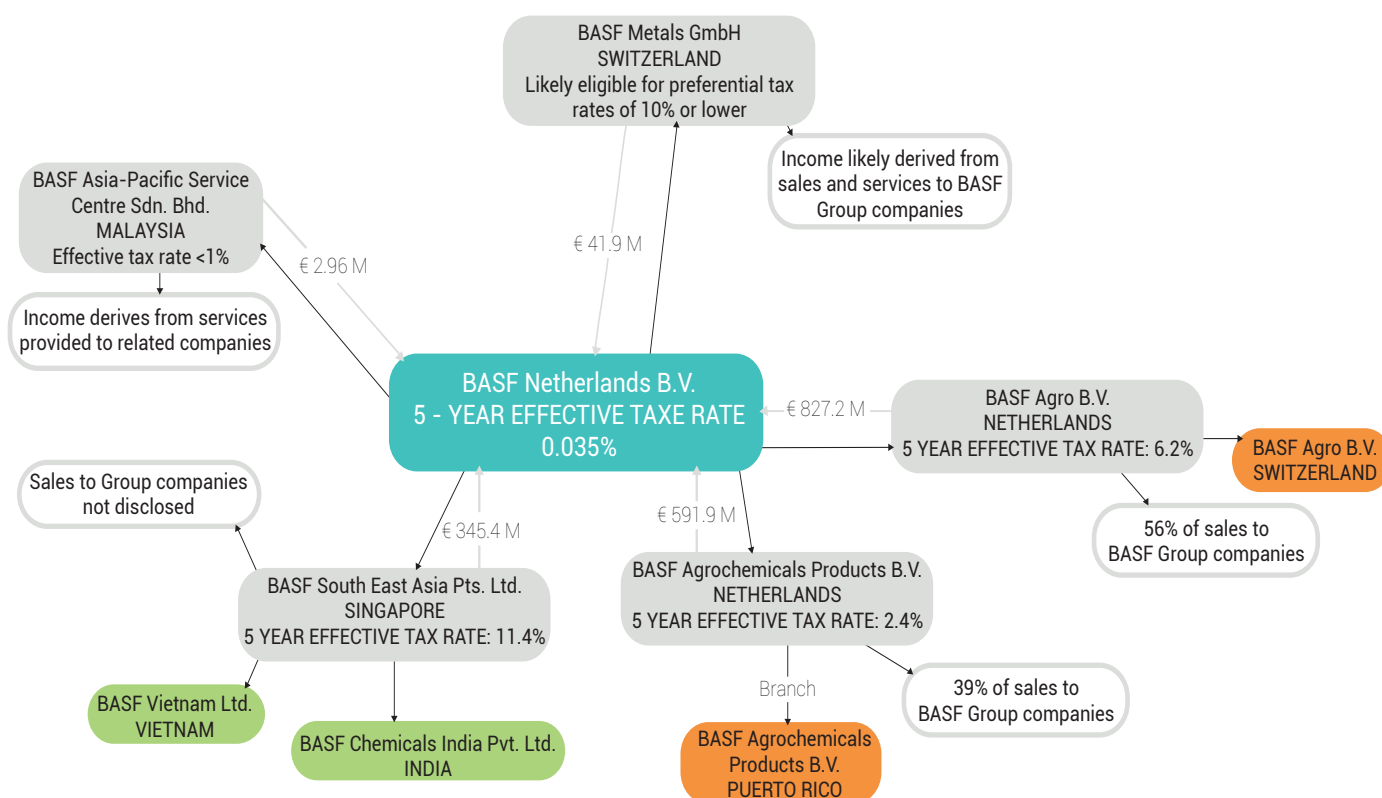 BASF Metals GmbH
SWITZERLAND
Likely eligible for preferential tax
rates of 10% or lower
Income likely derived from
sales and services to BASF
Group companies
BASF Asia-Pacific Service
Centre Sdn. Bhd.
MALAYSIA
Effective tax rate <1%
€ 41.9 M
€ 2.96 M
Income derives from services
provided to related companies
BASF Netherlands B.V.
5 - YEAR EFFECTIVE TAXE RATE
0.035%
€ 827.2 M
BASF Agro B.V.
NETHERLANDS
5 YEAR EFFECTIVE TAX RATE: 6.2%
BASF Agro B.V.
SWITZERLAND
56% of sales to
BASF Group companies
Sales to Group companies
not disclosed
€ 345.4 M
€ 591.9 M
BASF South East Asia Pts. Ltd.
SINGAPORE
5 YEAR EFFECTIVE TAX RATE: 11.4%
BASF Agrochemicals Products B.V.
NETHERLANDS
5 YEAR EFFECTIVE TAX RATE: 2.4%
BASF Vietnam Ltd.
VIETNAM
BASF Chemicals India Pvt. Ltd.
INDIA
Branch
39% of sales to
BASF Group companies
BASF Agrochemicals
Products B.V.
PUERTO RICO